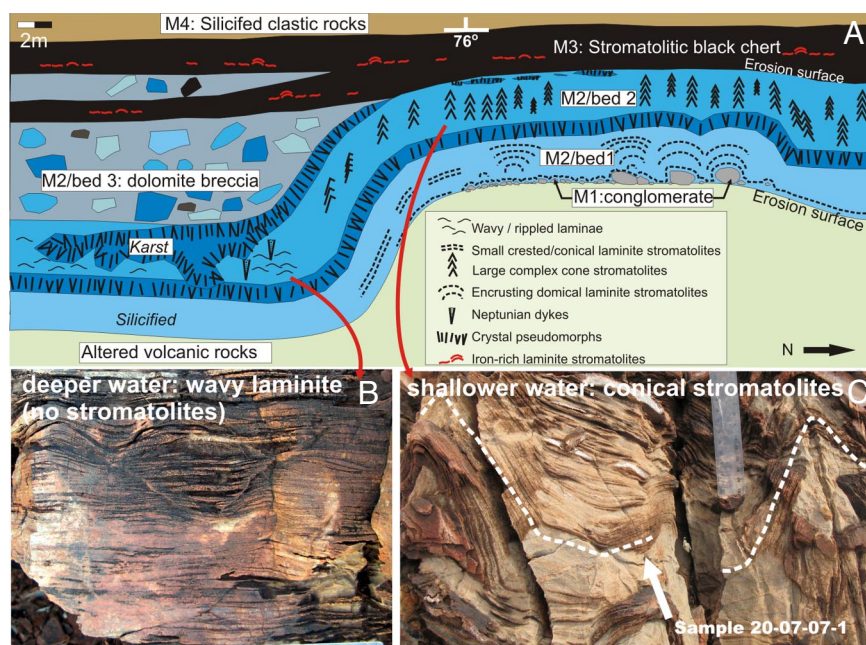 M4: Silicifed clastic rocks
2m
76°
A
M3: Stromatolitic black chert
Erosion surface
M2/bed 2
M2/bed1
M2/bed 3: dolomite breccia
M1:conglomerate
Erosion surface
Karst
Wavy / rippled laminae
Small crested/conical laminite stromatolites
Large complex cone stromatolites
Encrusting domical laminite stromatolites
Neptunian dykes
Crystal pseudomorphs
Iron-rich laminite stromatolites
Silicified
Altered volcanic rocks
N
deeper water: wavy laminite
(no stromatolites)
B
shallower water: conical stromatolites
C
Sample 20-07-07-1